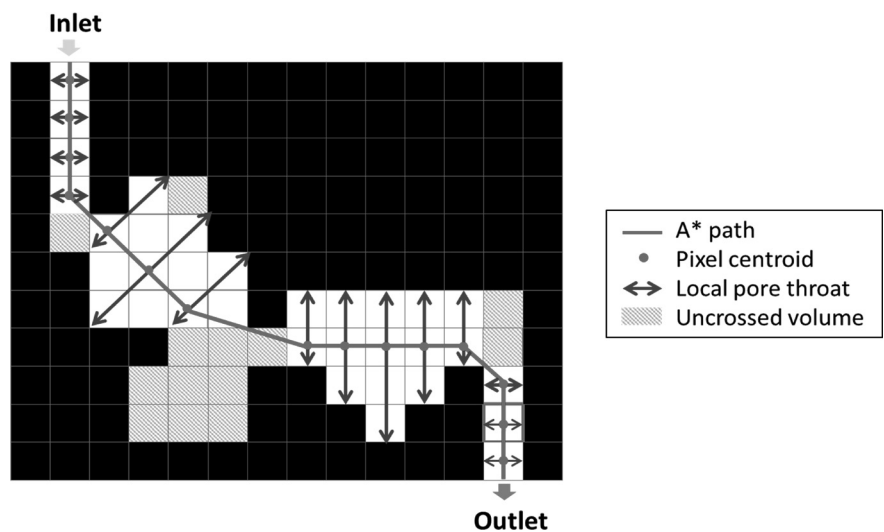 Inlet
A* path
Pixel centroid
Local pore throat
Uncrossed volume
Outlet